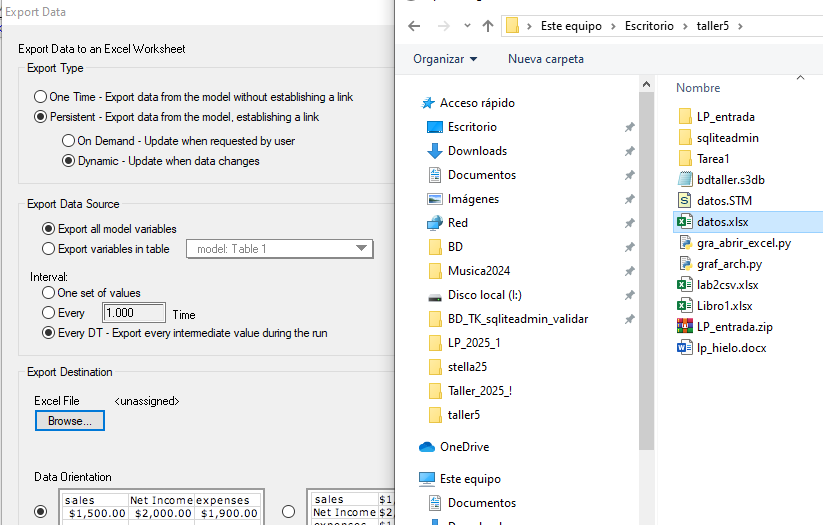 Export Data
Export Data to an Excel Worksheet
Export Type
One Time - Export data from the model without establishing a link
Persistent - Export data from the model, establishing a link
On Demand - Update when requested by user
Dynamic - Update when data changes
Export Data Source
Export all model variables
Export variables in table
model: Table 1
Interval:
One set of values
Every 1.000 Time
Every DT - Export every intermediate value during the run
Export Destination
Excel File <unassigned>
Browse...
Data Orientation
sales Net Income expenses
$1,500.00 $2,000.00 $1,900.00
sales
Net Income
Este equipo > Escritorio > taller5 >
Organizar Nueva carpeta
Acceso rápido
Escritorio
Downloads
Documentos
Imágenes
Red
BD
Musica2024
Disco local (I:)
BD_TK_sqliteadmin_validar
LP_2025_1
stella25
Taller_2025_!
taller5
OneDrive
Este equipo
Documentos
Nombre
LP_entrada
sqliteadmin
Tarea1
bdtaller.s3db
datos.STM
datos.xlsx
gra_abrir_excel.py
graf_arch.py
lab2csv.xlsx
Libro1.xlsx
LP_entrada.zip
lp_hielo.docx